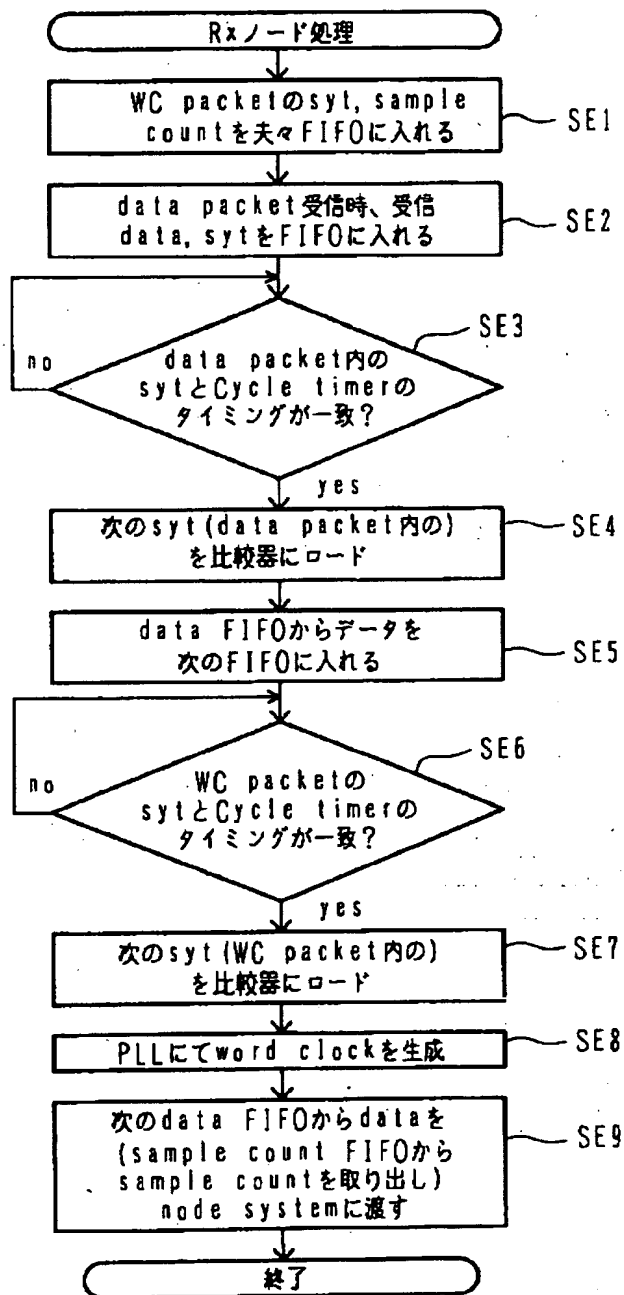 Rxノード処理
WC packetのsyt, sample
countを夫々FIFOに入れる
SE1
data packet受信時、受信
data, sytをFIFOに入れる
SE2
SE3
data packet内の
sytとCycle timerの
タイミングが一致？
no
yes
次のsyt(data packet内の)
を比較器にロード
SE4
data FIFOからデータを
次のFIFOに入れる
SE5
SE6
WC packetの
sytとCycle timerの
タイミングが一致？
no
yes
次のsyt(WC packet内の)
を比較器にロード
SE7
PLLにてword clockを生成
SE8
次のdata FIFOからdataを
(sample count FIFOから
sample countを取り出し)
node systemに渡す
SE9
終了